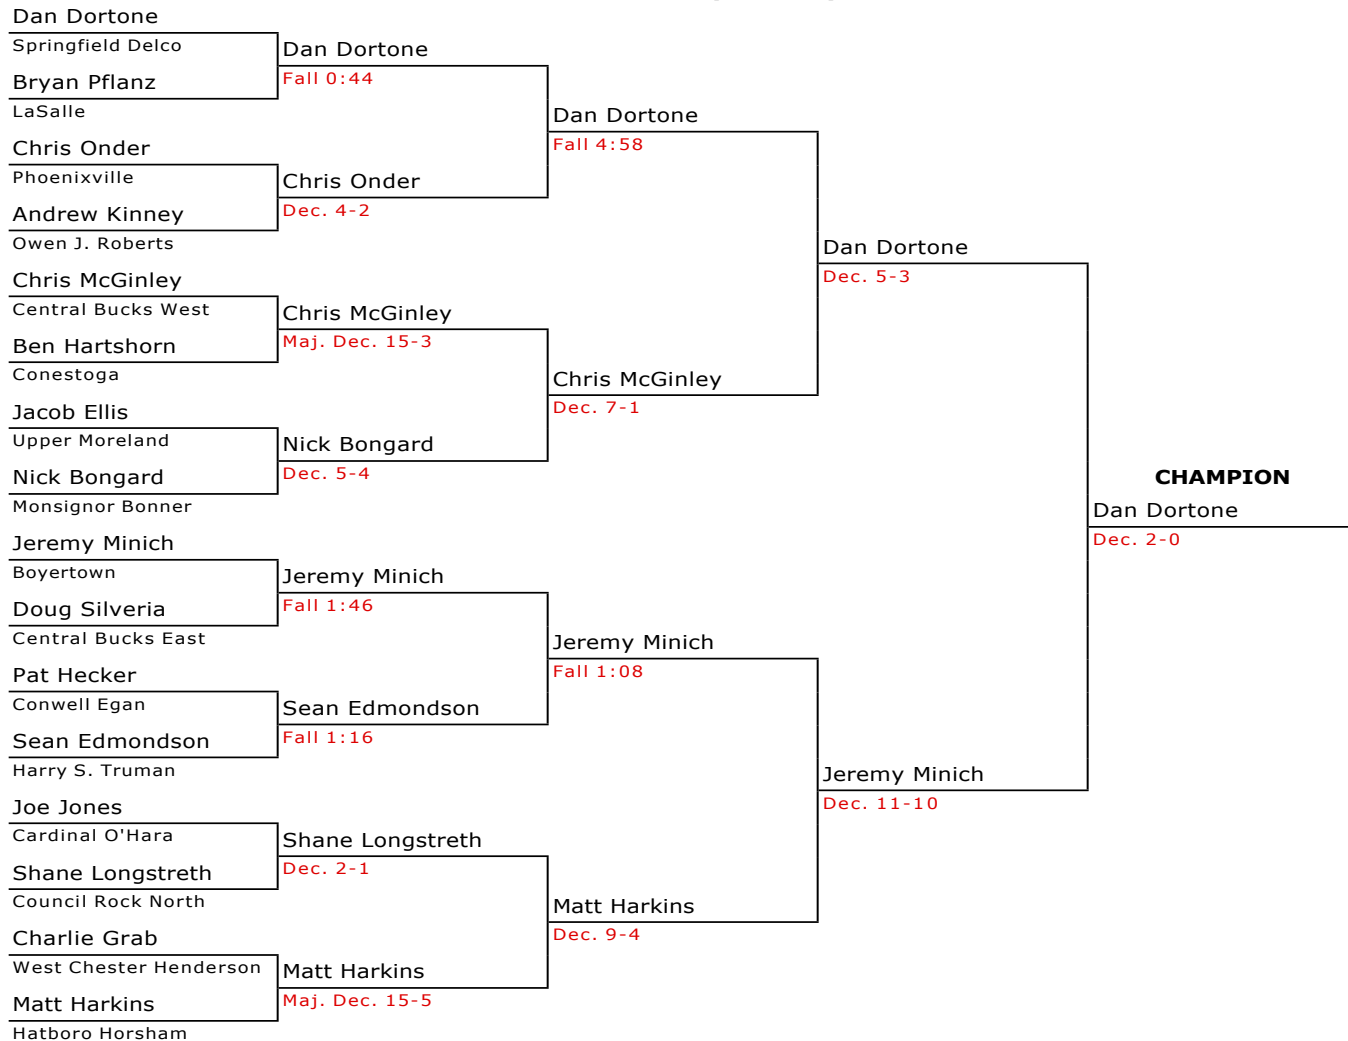 Dan Dortone
Springfield Delco
Bryan Pflanz
LaSalle
Chris Onder
Phoenixville
Andrew Kinney
Owen J. Roberts
Chris McGinley
Central Bucks West
Ben Hartshorn
Conestoga
Jacob Ellis
Upper Moreland
Nick Bongard
Monsignor Bonner
Jeremy Minich
Boyertown
Doug Silveria
Central Bucks East
Pat Hecker
Conwell Egan
Sean Edmondson
Harry S. Truman
Joe Jones
Cardinal O'Hara
Shane Longstreth
Council Rock North
Charlie Grab
West Chester Henderson
Matt Harkins
Hatboro Horsham
Dan Dortone
Fall 0:44
Chris Onder
Dec. 4-2
Chris McGinley
Maj. Dec. 15-3
Nick Bongard
Dec. 5-4
Jeremy Minich
Fall 1:46
Sean Edmondson
Fall 1:16
Shane Longstreth
Dec. 2-1
Matt Harkins
Maj. Dec. 15-5
Dan Dortone
Fall 4:58
Chris McGinley
Dec. 7-1
Jeremy Minich
Fall 1:08
Matt Harkins
Dec. 9-4
Dan Dortone
Dec. 5-3
Jeremy Minich
Dec. 11-10
CHAMPION
Dan Dortone
Dec. 2-0